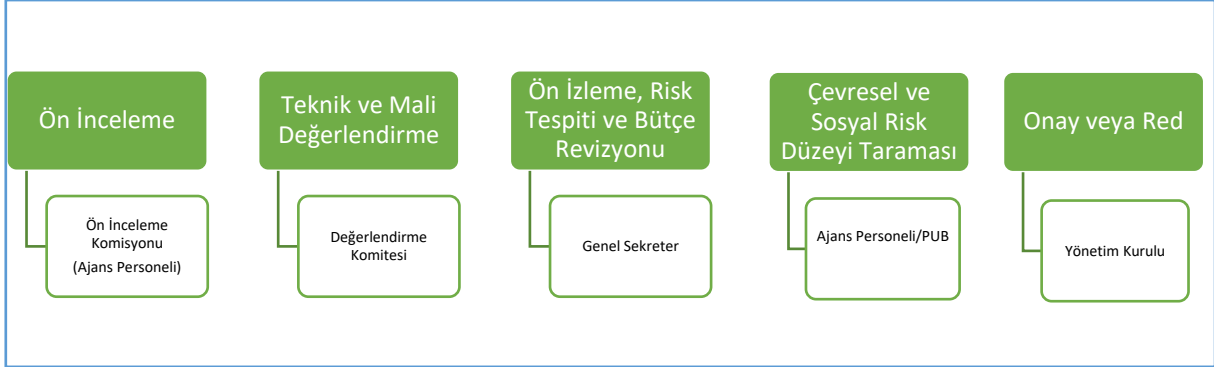 Ön İnceleme
Ön İnceleme
Komisyonu
(Ajans Personeli)
Teknik ve Mali
Değerlendirme
Değerlendirme
Komitesi
Ön İzleme, Risk
Tespiti ve Bütçe
Revizyonu
Genel Sekreter
Çevresel ve
Sosyal Risk
Düzeyi Taraması
Ajans Personeli/PUB
Onay veya Red
Yönetim Kurulu